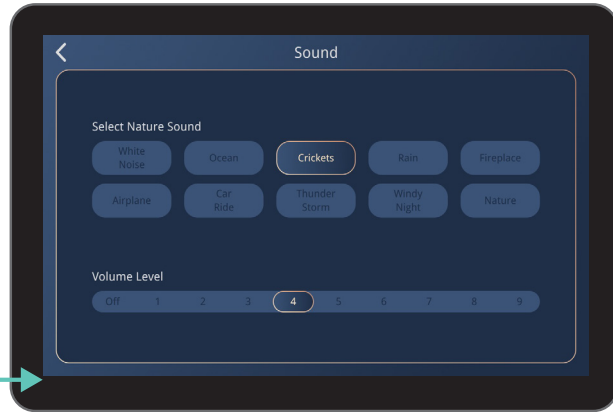 Sound
Select Nature Sound
White
Noise
Ocean
Crickets
Rain
Fireplace
Airplane
Car
Ride
Thunder
Storm
Windy
Night
Nature
Volume Level
Off 1 2 3 4 5 6 7 8 9